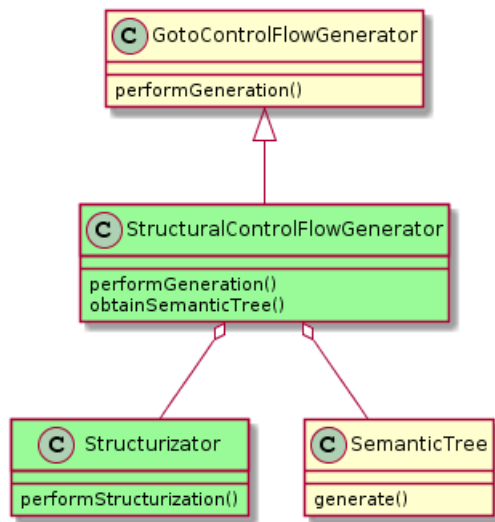 C GotoControlFlowGenerator
performGeneration()
C StructuralControlFlowGenerator
performGeneration()
obtainSemanticTree()
C Structurizator
performStructurization()
C SemanticTree
generate()